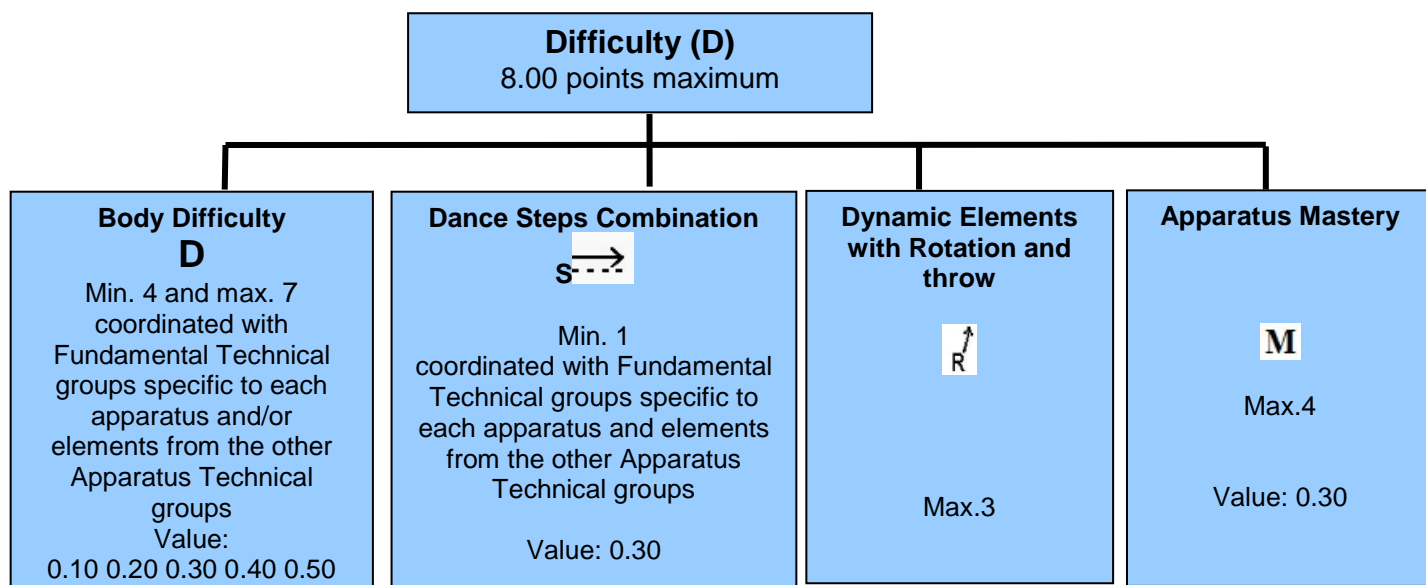 Difficulty (D)
8.00 points maximum
Body Difficulty
D
Min. 4 and max. 7
coordinated with
Fundamental Technical
groups specific to each
apparatus and/or
elements from the other
Apparatus Technical
groups
Value:
0.10 0.20 0.30 0.40 0.50
Dance Steps Combination
S
Min. 1
coordinated with Fundamental
Technical groups specific to
each apparatus and elements
from the other Apparatus
Technical groups
Value: 0.30
Dynamic Elements
with Rotation and
throw
R
Max.3
Apparatus Mastery
M
Max.4
Value: 0.30